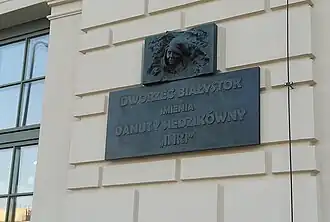 DWORZEC BIAŁYSTOK
IMIENIA
DANUTY SIEDZIKÓWNY
„INKI”